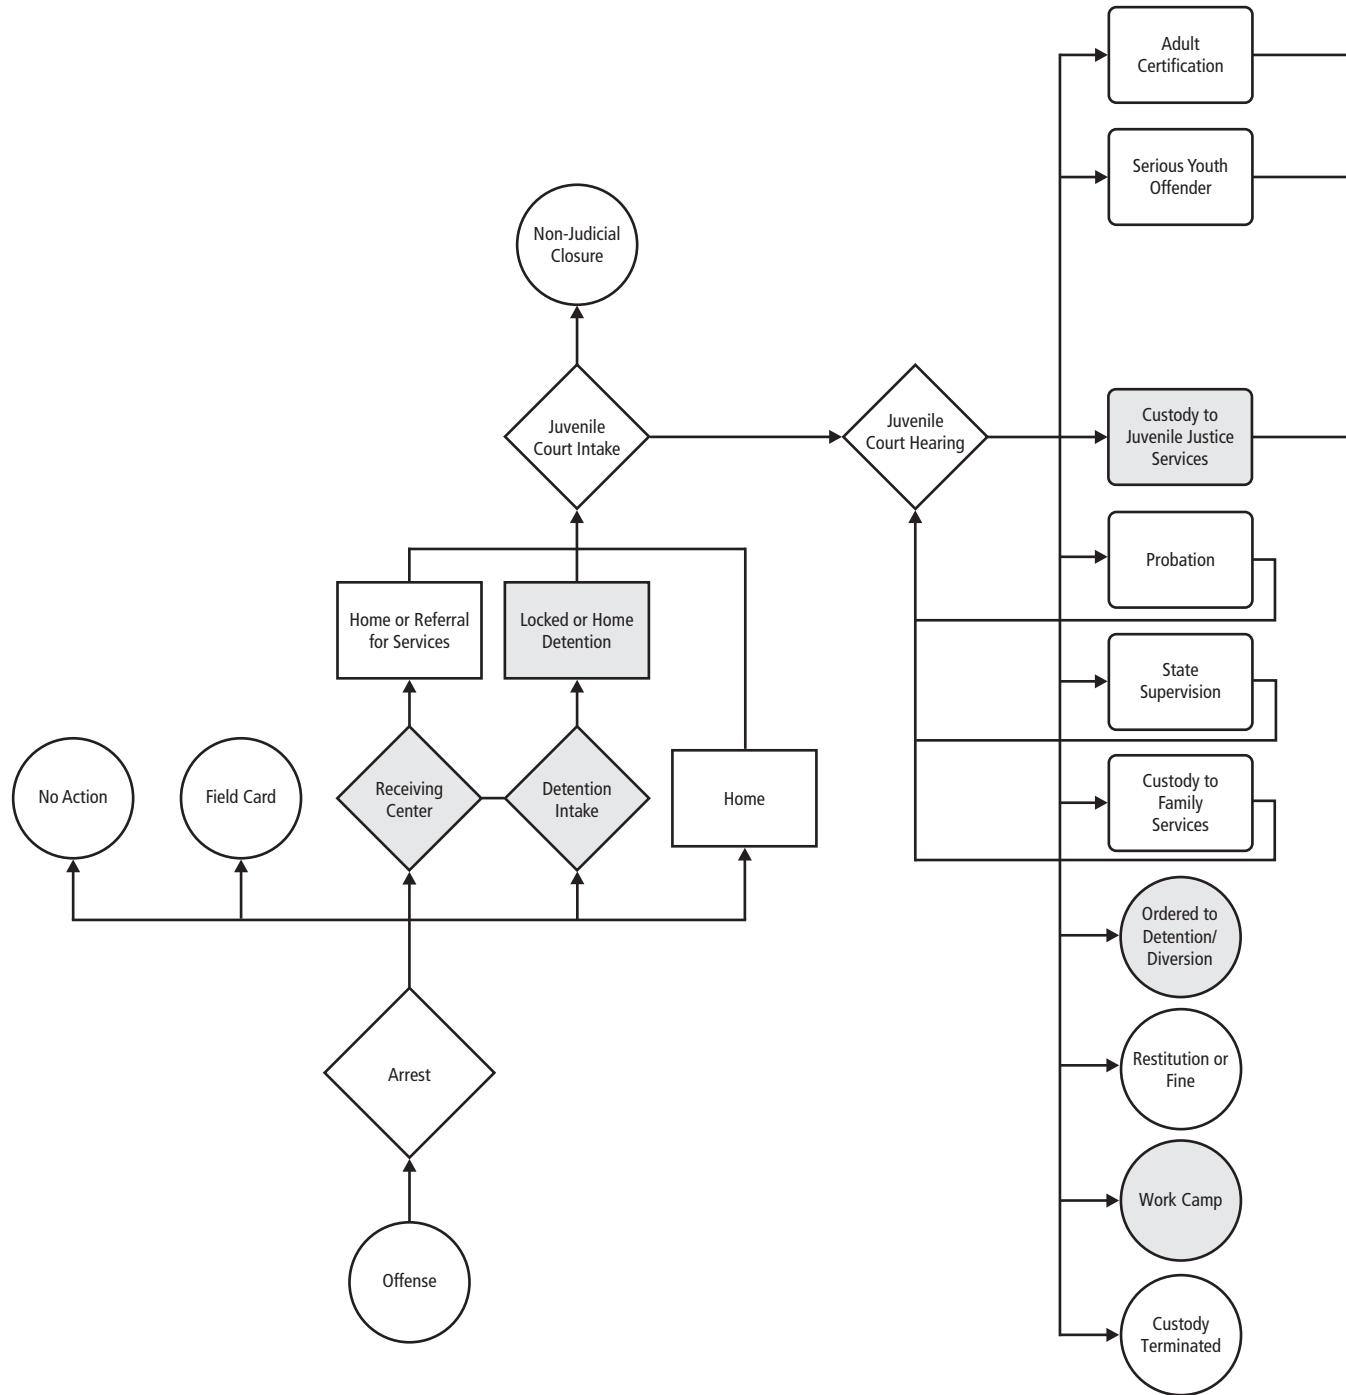 Adult
Certification
Serious Youth
Offender
Non-Judicial
Closure
Juvenile
Court Intake
Juvenile
Court Hearing
Custody to
Juvenile Justice
Services
Probation
Home or Referral
for Services
Locked or Home
Detention
State
Supervision
No Action
Field Card
Receiving
Center
Detention
Intake
Home
Custody to
Family
Services
Ordered to
Detention/
Diversion
Arrest
Restitution or
Fine
Work Camp
Offense
Custody
Terminated